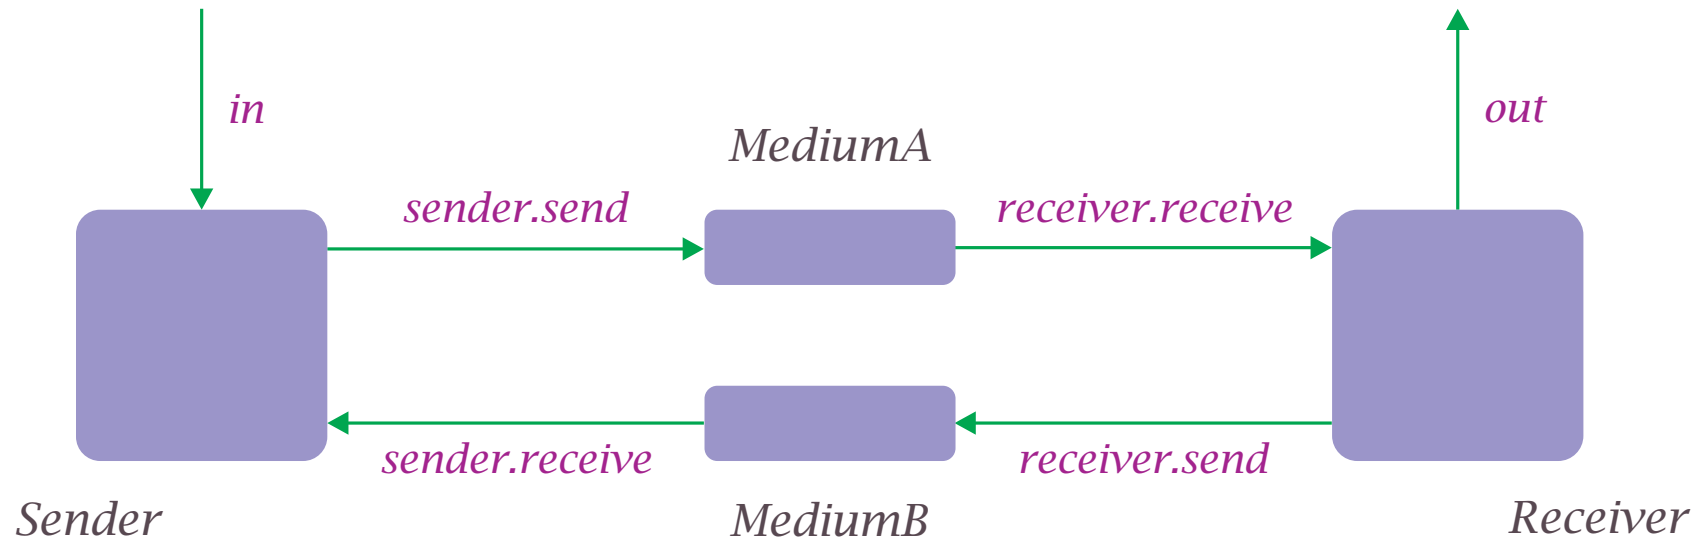 in
out
MediumA
sender.send
receiver.receive
sender.receive
receiver.send
Sender
MediumB
Receiver